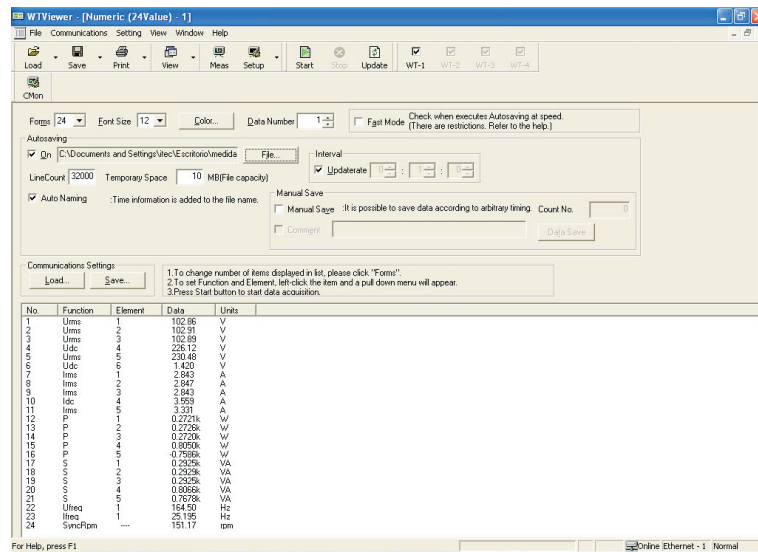 WTViewer - [Numeric (24Value) - 1]
File Communications Setting View Window Help
Load Save Print View Meas Setup Start Stop Update WT-1 WT-2 WT-3 WT-4
CMon
Forms 24 Font Size 12 Color... Data Number 1 Fast Mode Check when executes Autosaving at speed.
(There are restrictions. Refer to the help.)
Autosaving
On C:\Documents and Settings\itec\Escritorio\medida File... Interval
Updaterate 0 : 1 : 0
LineCount 32000 Temporary Space 10 MB(File capacity)
Auto Naming :Time information is added to the file name.
Manual Save
Manual Save :It is possible to save data according to arbitrary timing. Count No. 0
Comment Data Save
Communications Settings
Load... Save...
1.To change number of items displayed in list, please click "Forms".
2.To set Function and Element, left-click the item and a pull down menu will appear.
3.Press Start button to start data acquisition.
No. Function Element Data Units
1 Urms 1 102.86 V
2 Urms 2 102.91 V
3 Urms 3 102.89 V
4 Udc 4 226.12 V
5 Urms 5 230.48 V
6 Udc 6 1.420 V
7 Irms 1 2.843 A
8 Irms 2 2.847 A
9 Irms 3 2.843 A
10 Idc 4 3.559 A
11 Irms 5 3.331 A
12 P 1 0.2721k W
13 P 2 0.2726k W
14 P 3 0.2720k W
15 P 4 0.8050k W
16 P 5 -0.7586k W
17 S 1 0.2925k VA
18 S 2 0.2929k VA
19 S 3 0.2925k VA
20 S 4 0.8066k VA
21 S 5 0.7678k VA
22 Ufreq 1 164.50 Hz
23 Ifreq 1 25.195 Hz
24 SyncRpm ---- 151.17 rpm
For Help, press F1 Online Ethernet - 1 Normal